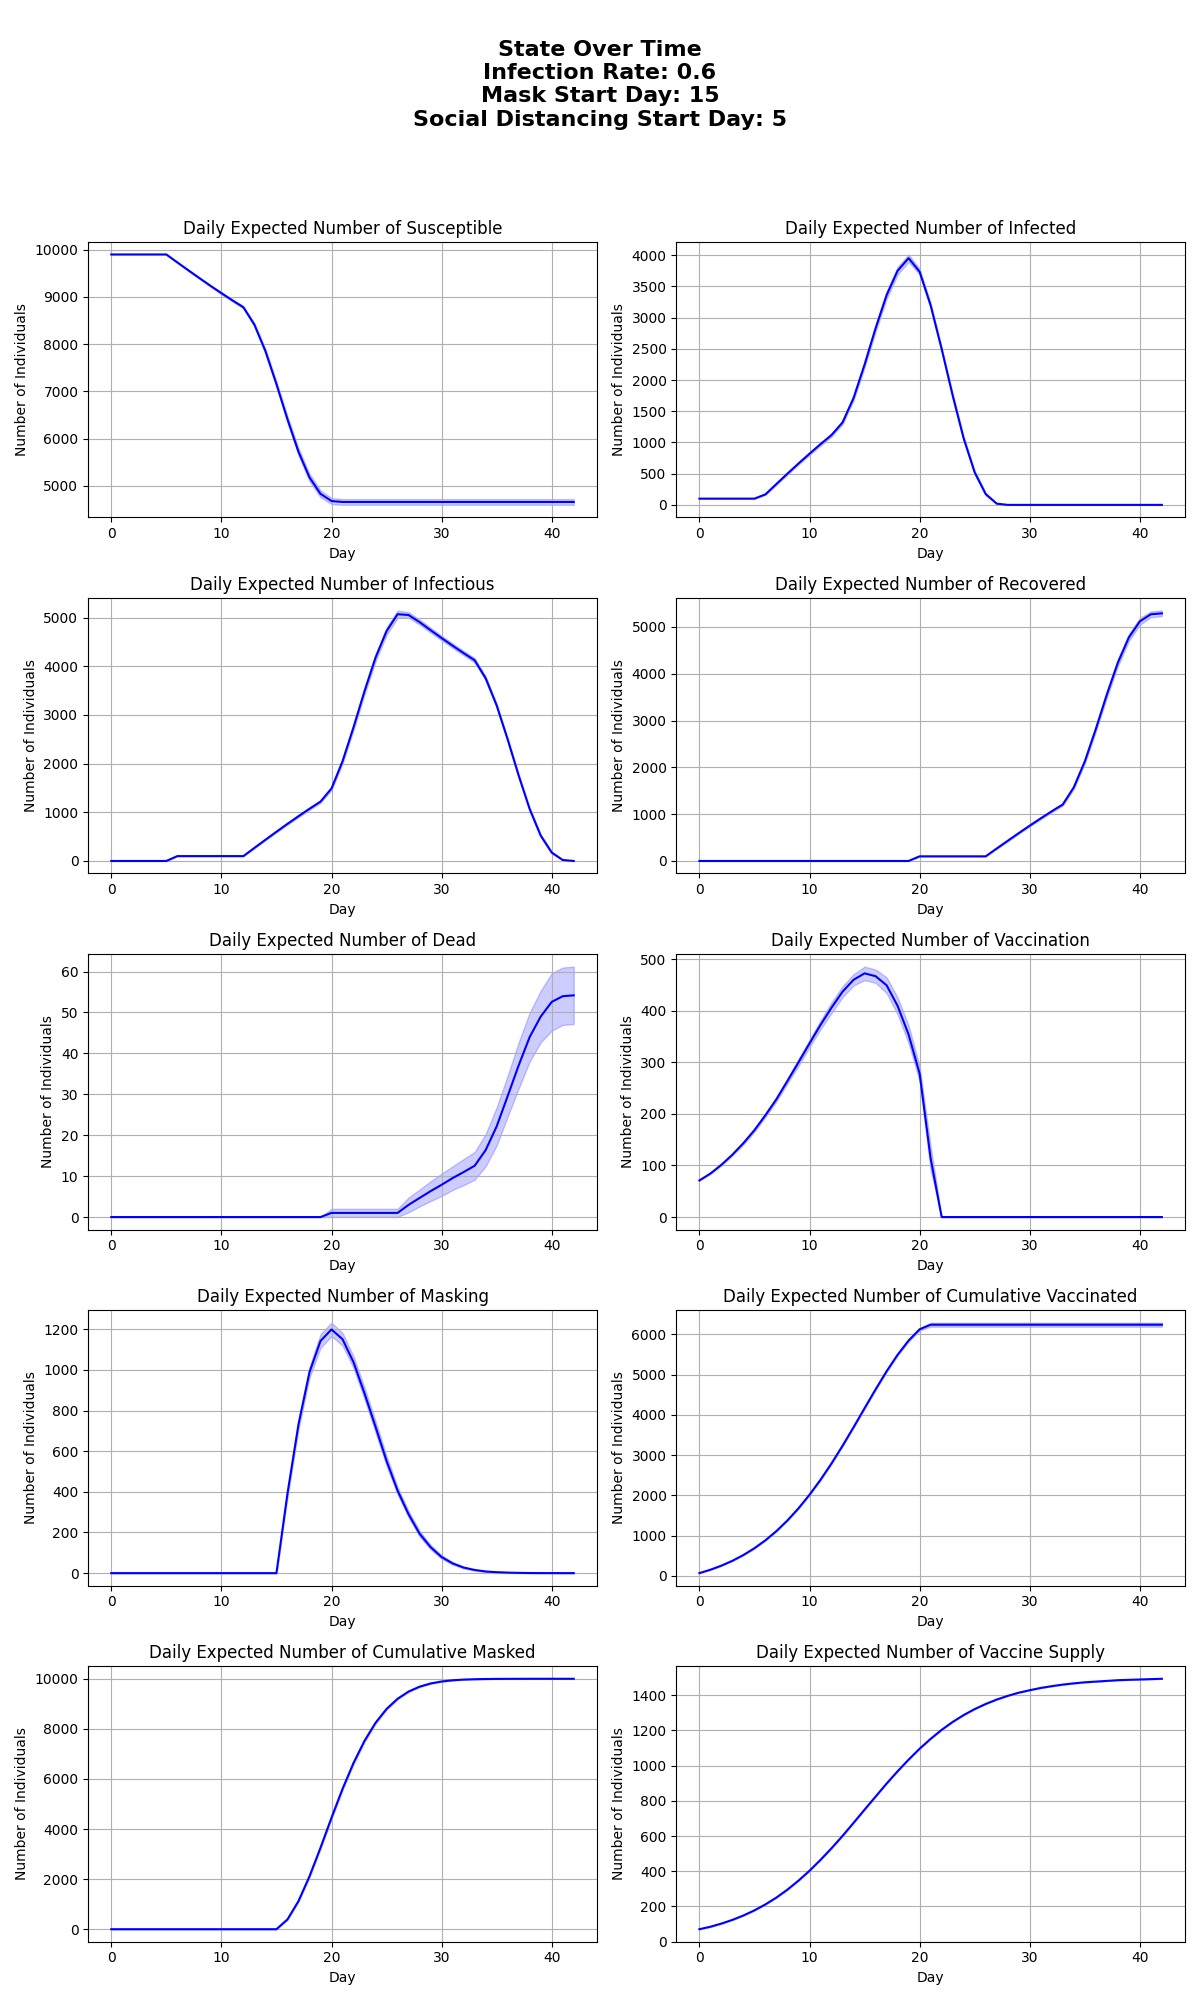 State Over Time
Infection Rate: 0.6
Mask Start Day: 15
Social Distancing Start Day: 5
Daily Expected Number of Susceptible
Number of Individuals
10000
9000
8000
7000
6000
5000
0 10 20 30 40
Day
Daily Expected Number of Infected
Number of Individuals
4000
3500
3000
2500
2000
1500
1000
500
0
0 10 20 30 40
Day
Daily Expected Number of Infectious
Number of Individuals
5000
4000
3000
2000
1000
0
0 10 20 30 40
Day
Daily Expected Number of Recovered
Number of Individuals
5000
4000
3000
2000
1000
0
0 10 20 30 40
Day
Daily Expected Number of Dead
Number of Individuals
60
50
40
30
20
10
0
0 10 20 30 40
Day
Daily Expected Number of Vaccination
Number of Individuals
500
400
300
200
100
0
0 10 20 30 40
Day
Daily Expected Number of Masking
Number of Individuals
1200
1000
800
600
400
200
0
0 10 20 30 40
Day
Daily Expected Number of Cumulative Vaccinated
Number of Individuals
6000
5000
4000
3000
2000
1000
0
0 10 20 30 40
Day
Daily Expected Number of Cumulative Masked
Number of Individuals
10000
8000
6000
4000
2000
0
0 10 20 30 40
Day
Daily Expected Number of Vaccine Supply
Number of Individuals
1400
1200
1000
800
600
400
200
0
0 10 20 30 40
Day